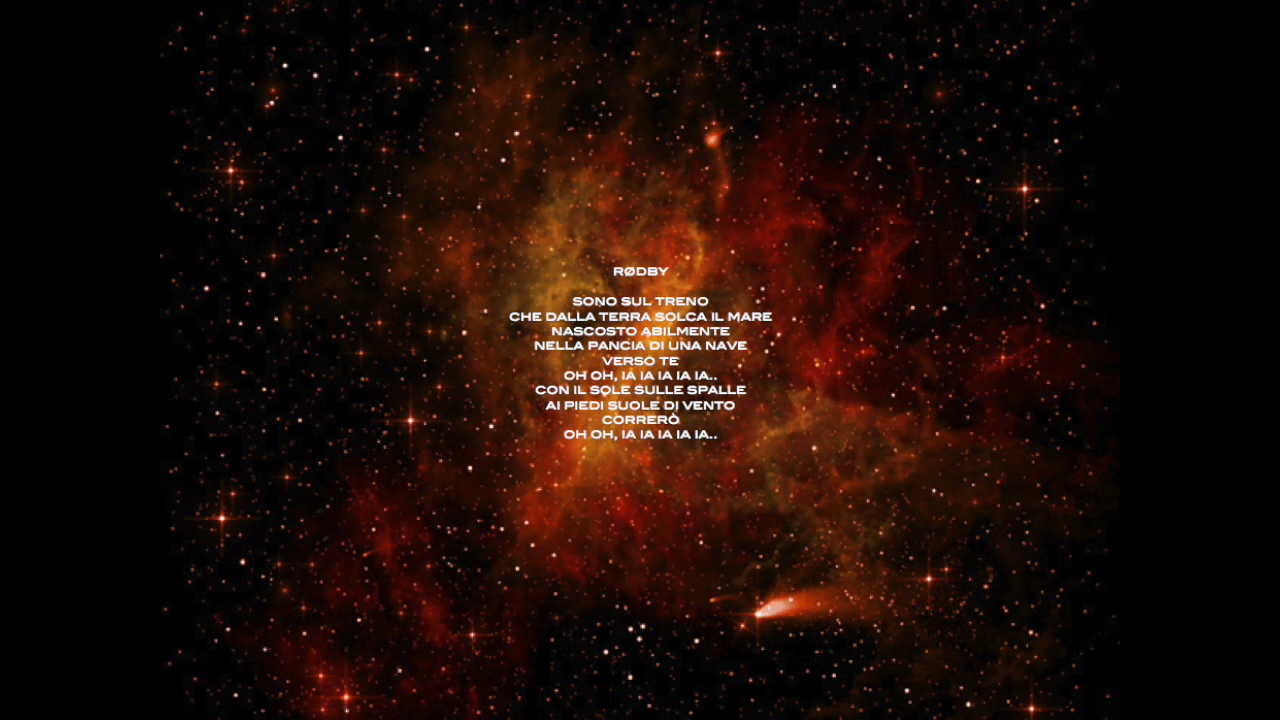 RØDBY
SONO SUL TRENO
CHE DALLA TERRA SOLCA IL MARE
NASCOSTO ABILMENTE
NELLA PANCIA DI UNA NAVE
VERSO TE
OH OH, IA IA IA IA IA..
CON IL SOLE SULLE SPALLE
AI PIEDI SUOLE DI VENTO
CORRERÒ
OH OH, IA IA IA IA IA..